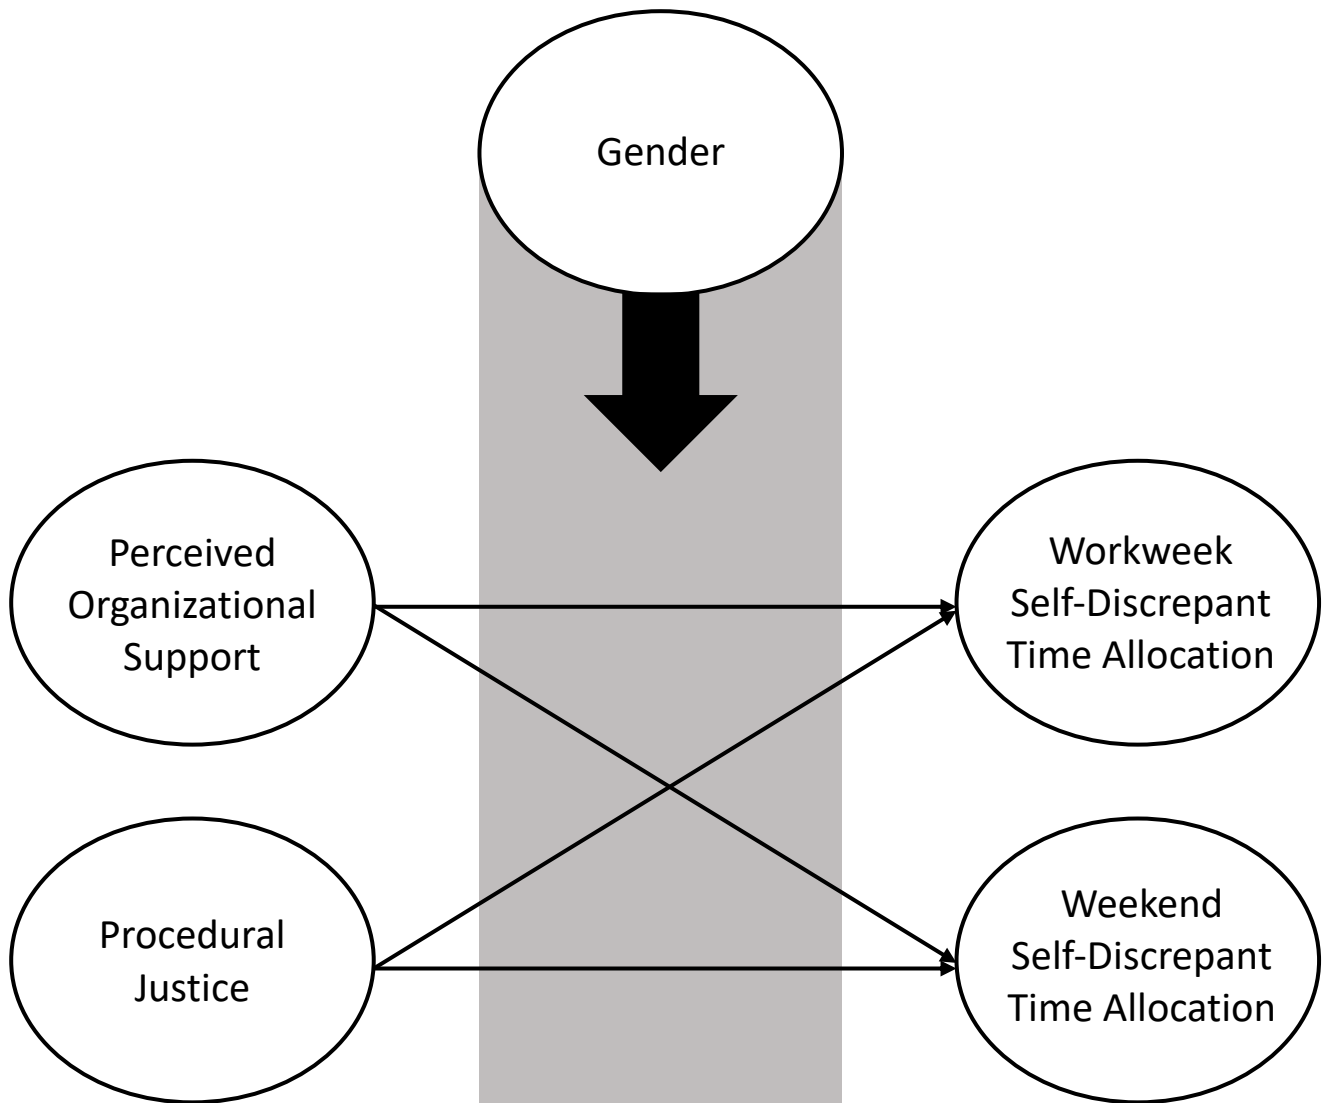 Gender
Perceived
Organizational
Support
Workweek
Self-Discrepant
Time Allocation
Procedural
Justice
Weekend
Self-Discrepant
Time Allocation